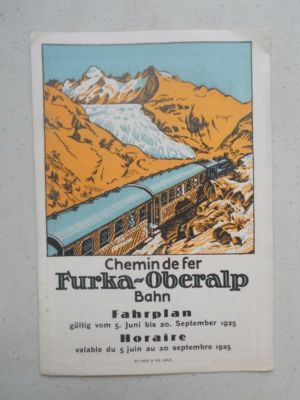 Chemin de fer
Furka-Oberalp
Bahn
Fahrplan
gültig vom 5. Juni bis 20. September 1925
Horaire
valable du 5 juin au 20 septembre 1925